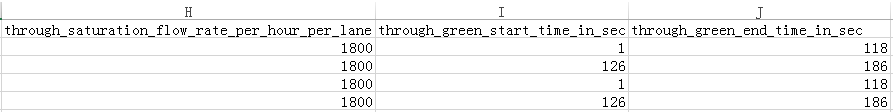 H I J
through_saturation_flow_rate_per_hour_per_lane through_green_start_time_in_sec through_green_end_time_in_sec
1800 1 118
1800 126 186
1800 1 118
1800 126 186